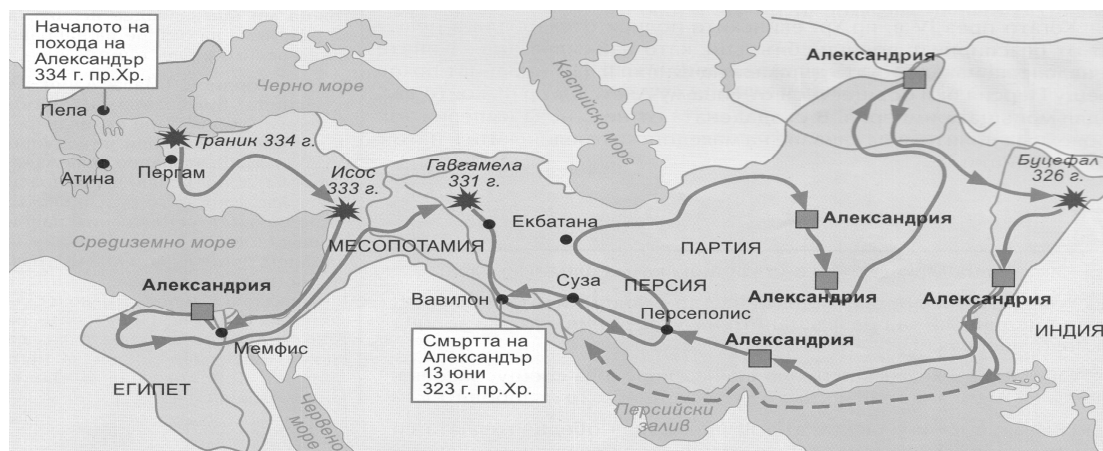 Началото на
похода на
Александър
334 г. пр.Хр.
Черно море
Каспийско море
Александрия
Пела
Граник 334 г.
Атина
Пергам
Исос
333 г.
Гавгамела
331 г.
Буцефал
326 г.
Екбатана
Александрия
Средиземно море
МЕСОПОТАМИЯ
ПАРТИЯ
Александрия
Суза
ПЕРСИЯ
Вавилон
Персеполис
Александрия
Александрия
Мемфис
Смъртта на
Александър
13 юни
323 г. пр.Хр.
Александрия
ИНДИЯ
ЕГИПЕТ
Червено
море
Персийски
залив